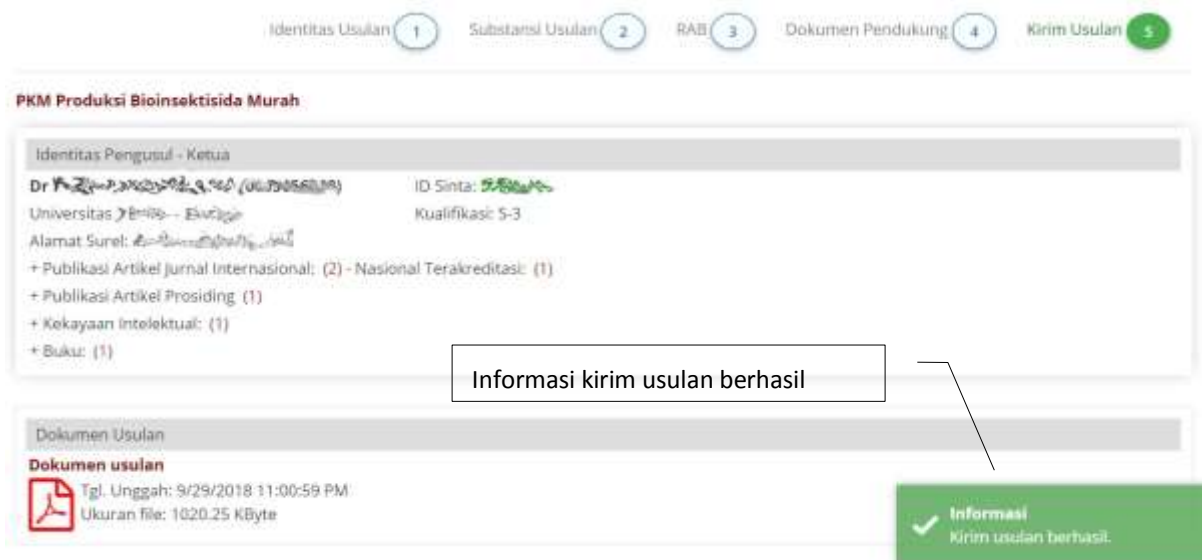 Identitas Usulan 1 Substansi Usulan 2 RAB 3 Dokumen Pendukung 4 Kirim Usulan 5
PKM Produksi Bioinsektisida Murah
Identitas Pengusul - Ketua
Dr ID Sinta:
Universitas Kualifikasi: S-3
Alamat Surel:
+ Publikasi Artikel Jurnal Internasional: (2) - Nasional Terakreditasi: (1)
+ Publikasi Artikel Prosiding (1)
+ Kekayaan Intelektual: (1)
+ Buku: (1)
Informasi kirim usulan berhasil
Dokumen Usulan
Dokumen usulan
Tgl. Unggah: 9/29/2018 11:00:59 PM
Ukuran file: 1020.25 KByte
Informasi
Kirim usulan berhasil.